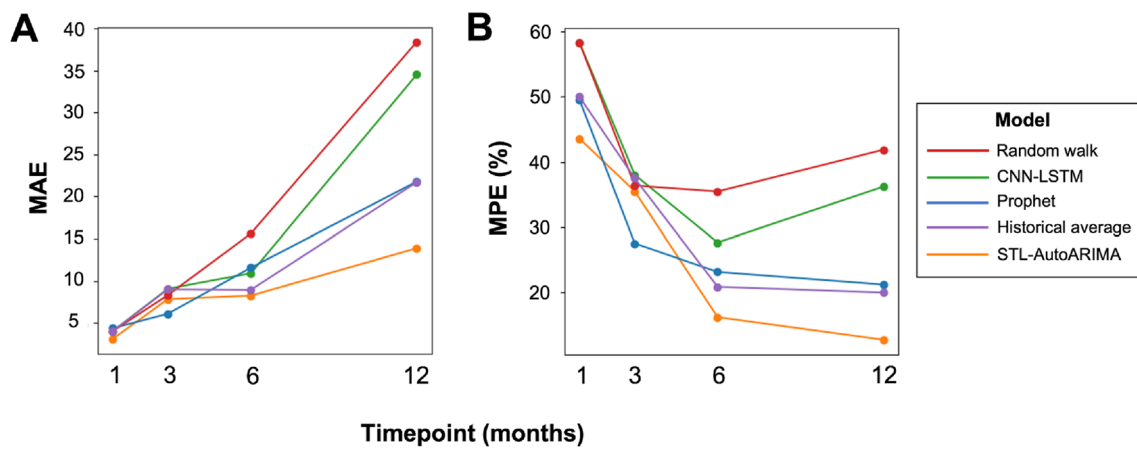 A
MAE
40
35
30
25
20
15
10
5
1 3 6 12
B
MPE (%)
60
50
40
30
20
1 3 6 12
Timepoint (months)
Model
Random walk
CNN-LSTM
Prophet
Historical average
STL-AutoARIMA